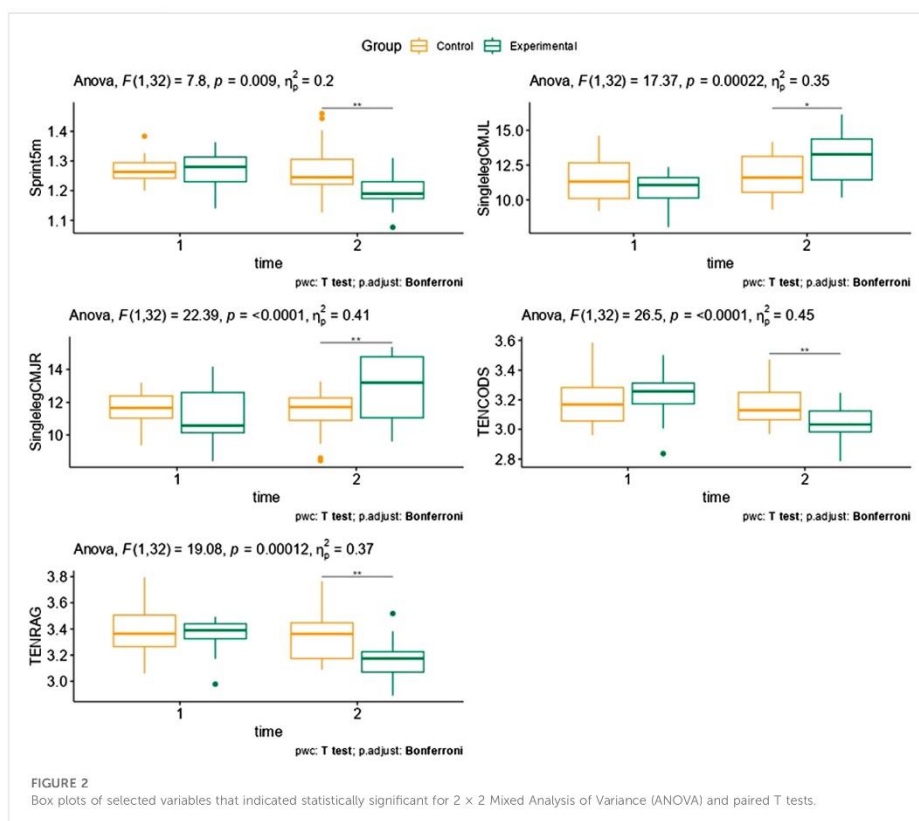 Group Control Experimental
Anova, F(1,32) = 7.8, p = 0.009, η²p = 0.2
**
Sprint5m
1.4
1.3
1.2
1.1
1 2
time
pwc: T test; p.adjust: Bonferroni
Anova, F(1,32) = 17.37, p = 0.00022, η²p = 0.35
*
SinglelegCMJL
15.0
12.5
10.0
1 2
time
pwc: T test; p.adjust: Bonferroni
Anova, F(1,32) = 22.39, p = <0.0001, η²p = 0.41
**
SinglelegCMJR
14
12
10
1 2
time
pwc: T test; p.adjust: Bonferroni
Anova, F(1,32) = 26.5, p = <0.0001, η²p = 0.45
**
TENCODS
3.6
3.4
3.2
3.0
2.8
1 2
time
pwc: T test; p.adjust: Bonferroni
Anova, F(1,32) = 19.08, p = 0.00012, η²p = 0.37
**
TENRAG
3.8
3.6
3.4
3.2
3.0
1 2
time
pwc: T test; p.adjust: Bonferroni
FIGURE 2
Box plots of selected variables that indicated statistically significant for 2 × 2 Mixed Analysis of Variance (ANOVA) and paired T tests.